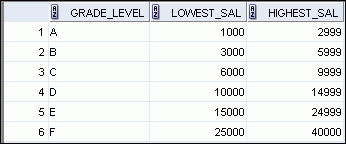 GRADE_LEVEL LOWEST_SAL HIGHEST_SAL
1 A 1000 2999
2 B 3000 5999
3 C 6000 9999
4 D 10000 14999
5 E 15000 24999
6 F 25000 40000